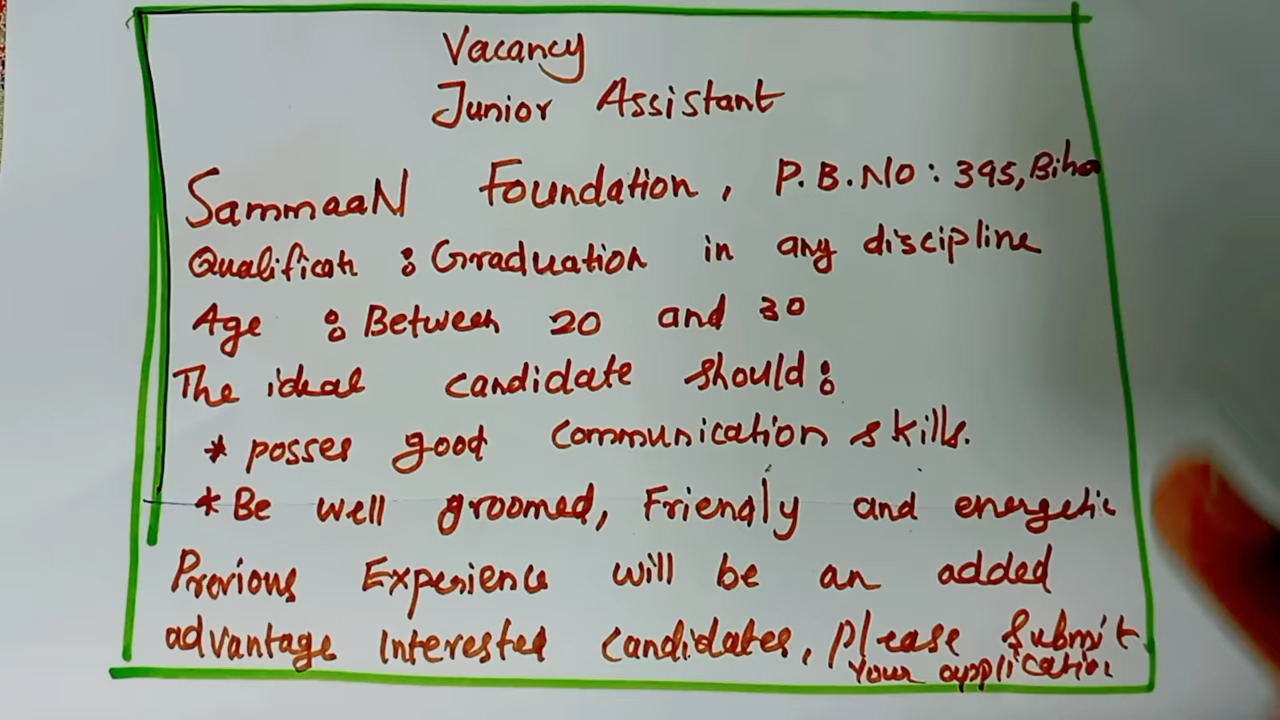 Vacancy
Junior Assistant
SammaaN Foundation, P.B.NO: 395, Biha
Qualificatn : Graduation in any discipline
Age : Between 20 and 30
The ideal candidate should:
* posses good communication skills.
* Be well groomed, Friendly and energetic
Previous Experience will be an added
advantage Interested candidates, please submit
Your application